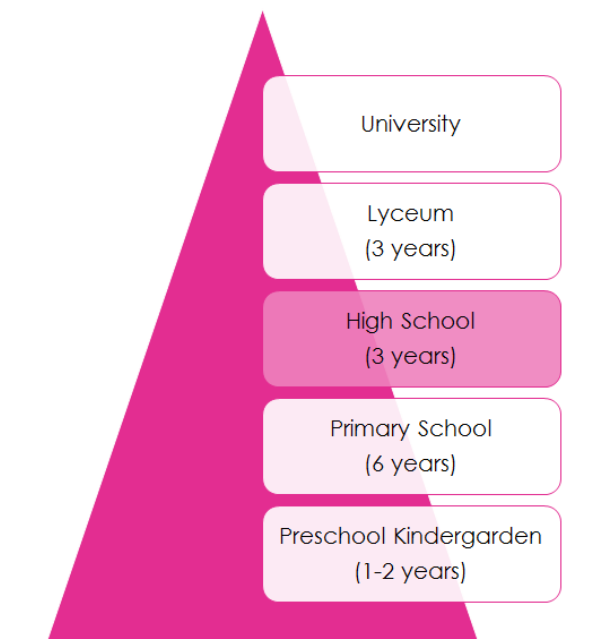 University
Lyceum
(3 years)
High School
(3 years)
Primary School
(6 years)
Preschool Kindergarden
(1-2 years)